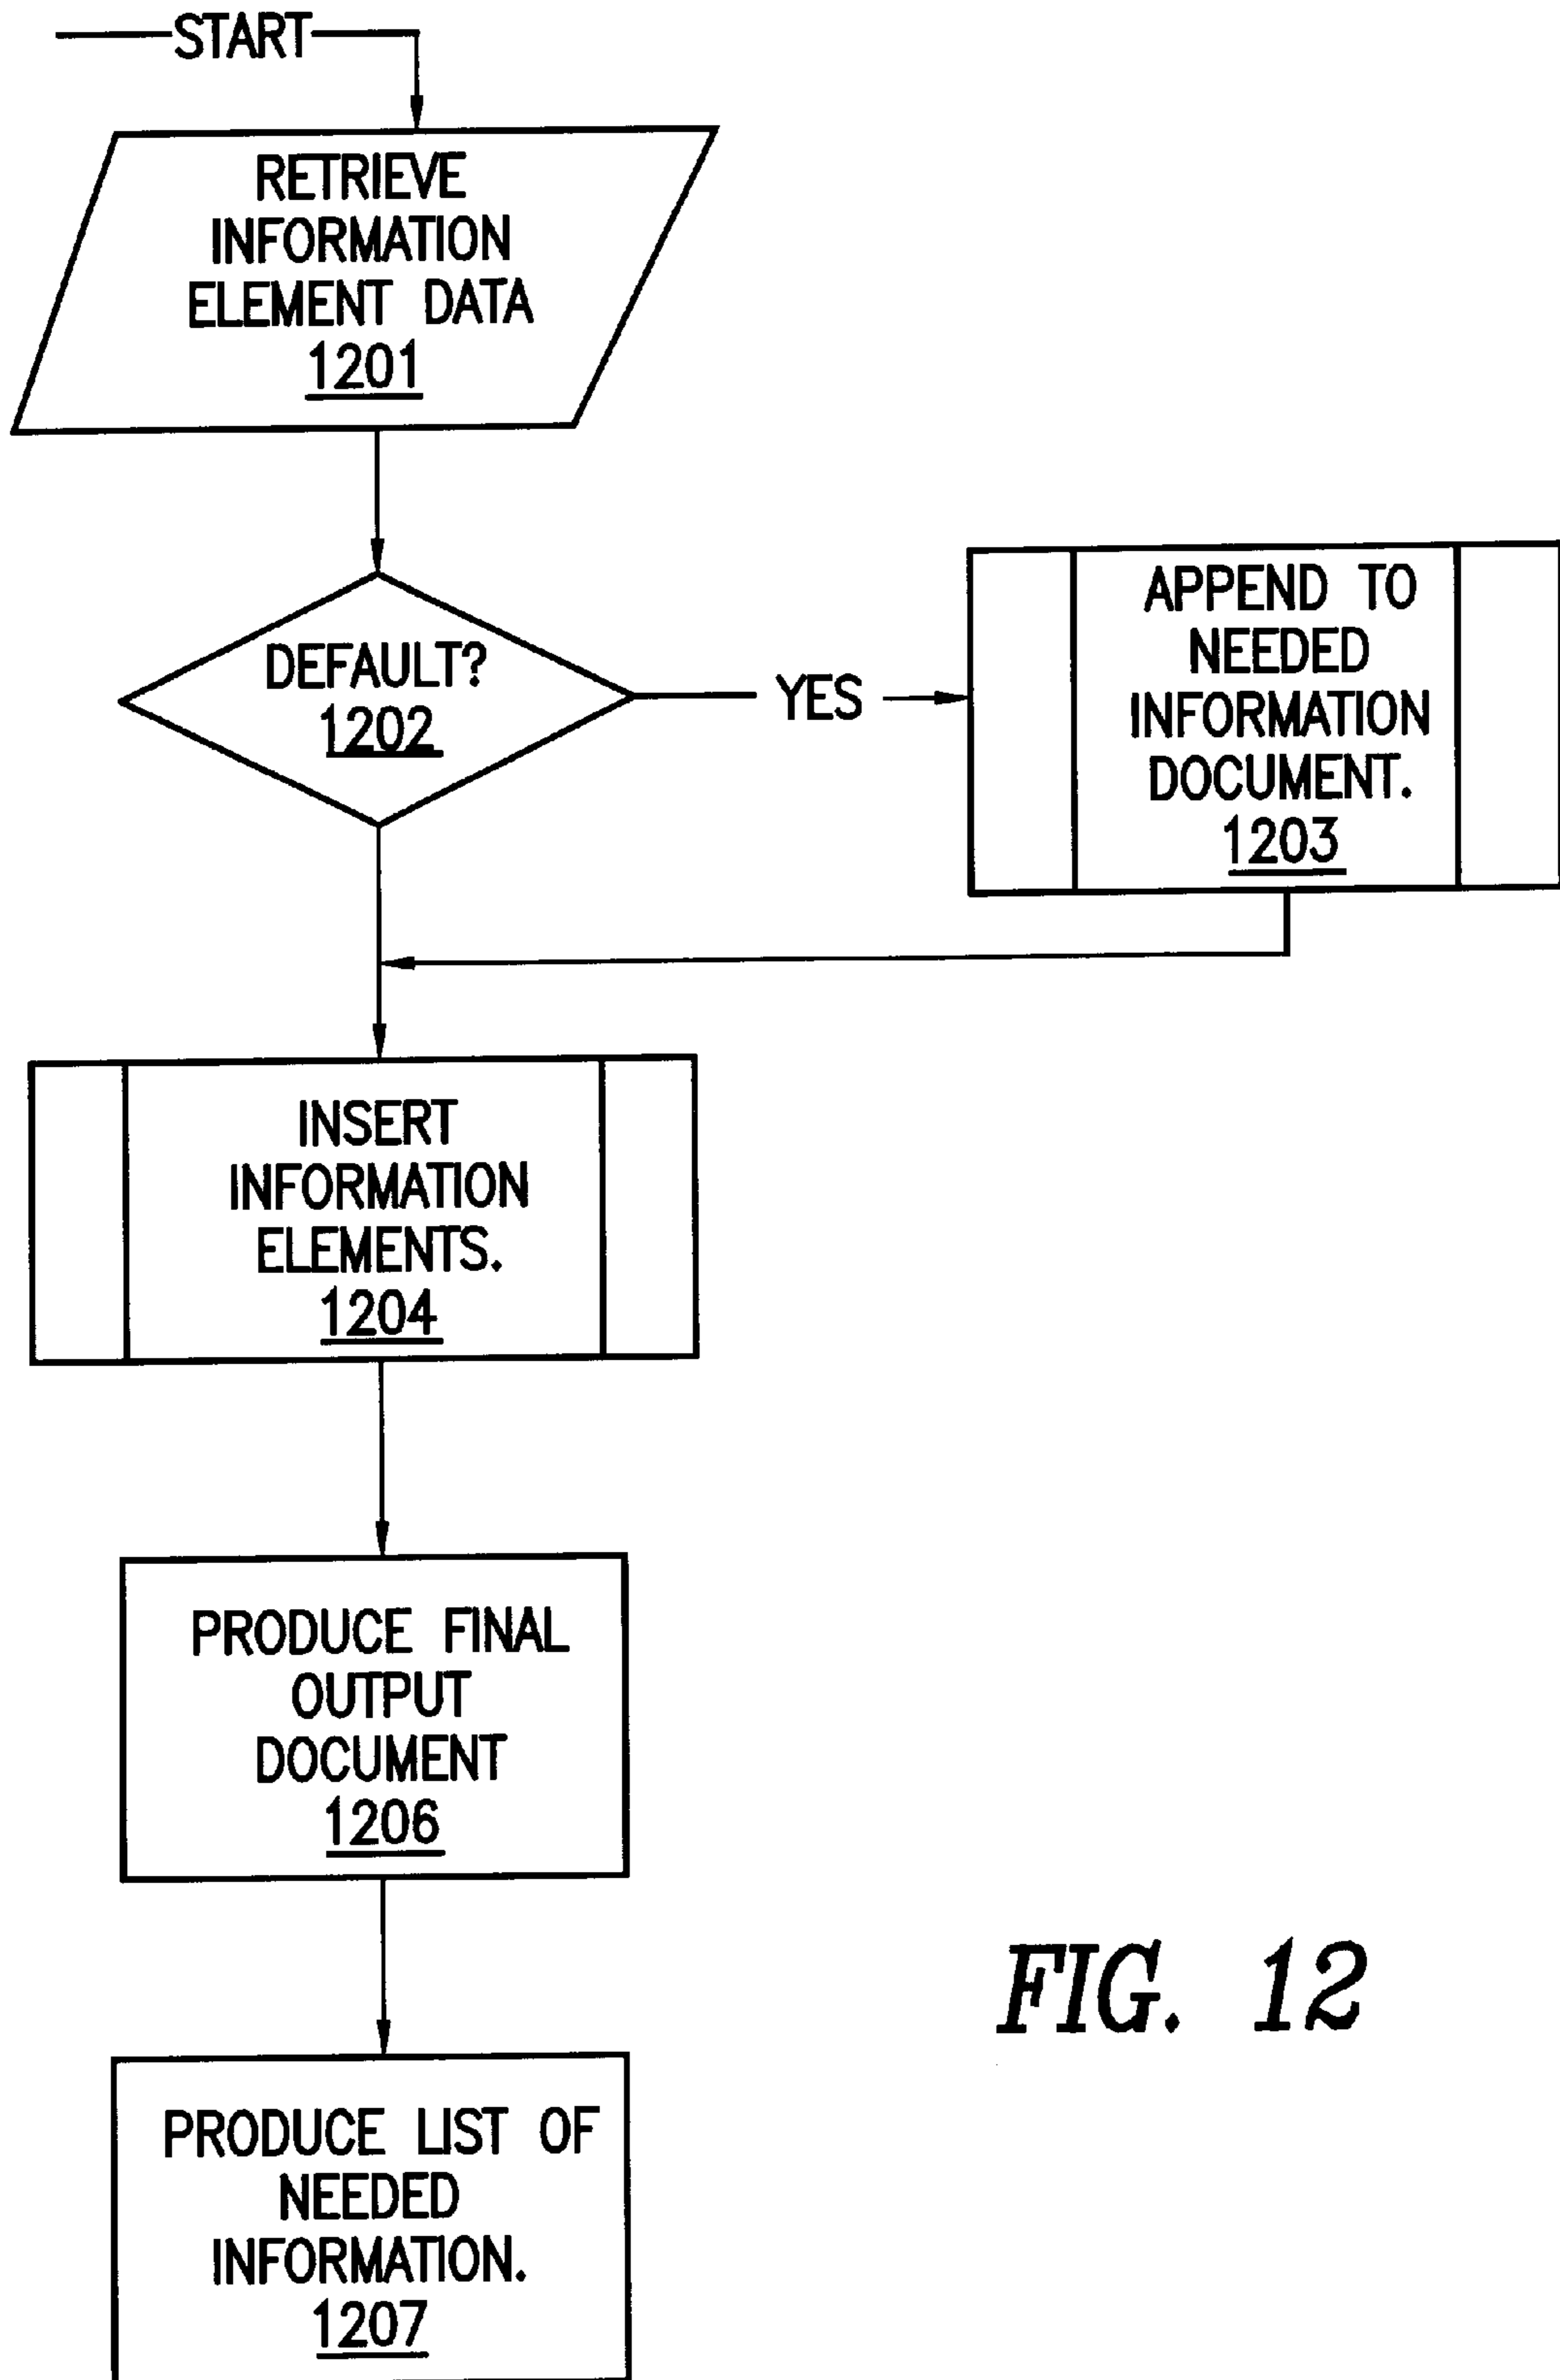 START
RETRIEVE
INFORMATION
ELEMENT DATA
1201
DEFAULT?
1202
YES
APPEND TO
NEEDED
INFORMATION
DOCUMENT.
1203
INSERT
INFORMATION
ELEMENTS.
1204
PRODUCE FINAL
OUTPUT
DOCUMENT
1206
PRODUCE LIST OF
NEEDED
INFORMATION.
1207
FIG. 12